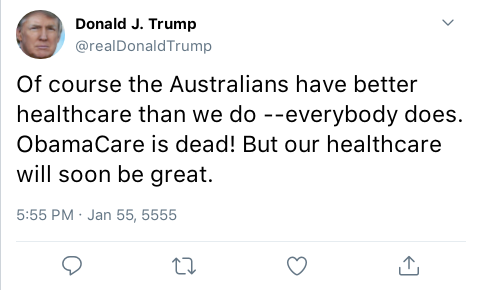 Donald J. Trump
@realDonaldTrump
Of course the Australians have better
healthcare than we do --everybody does.
ObamaCare is dead! But our healthcare
will soon be great.
5:55 PM · Jan 55, 5555